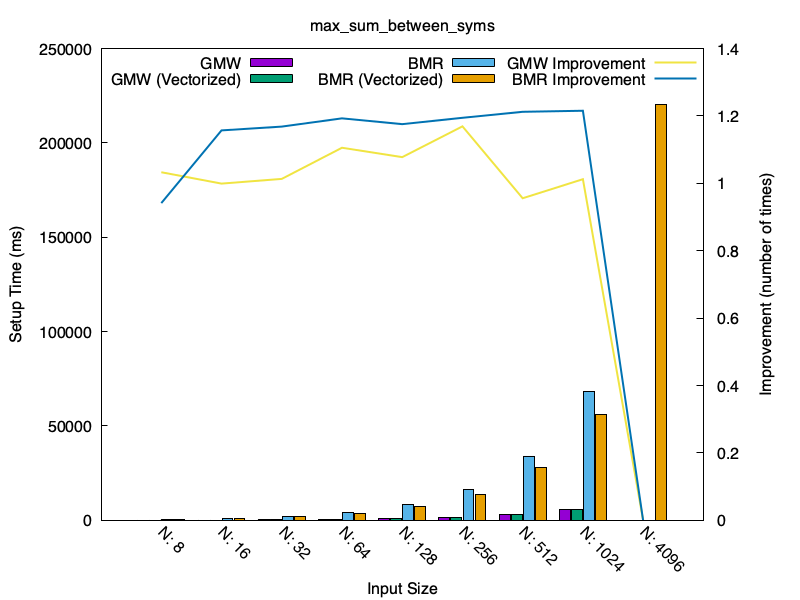 max_sum_between_syms
GMW
BMR
GMW Improvement
GMW (Vectorized)
BMR (Vectorized)
BMR Improvement
250000
200000
150000
100000
50000
0
Setup Time (ms)
1.4
1.2
1
0.8
0.6
0.4
0.2
0
Improvement (number of times)
N: 8
N: 16
N: 32
N: 64
N: 128
N: 256
N: 512
N: 1024
N: 4096
Input Size